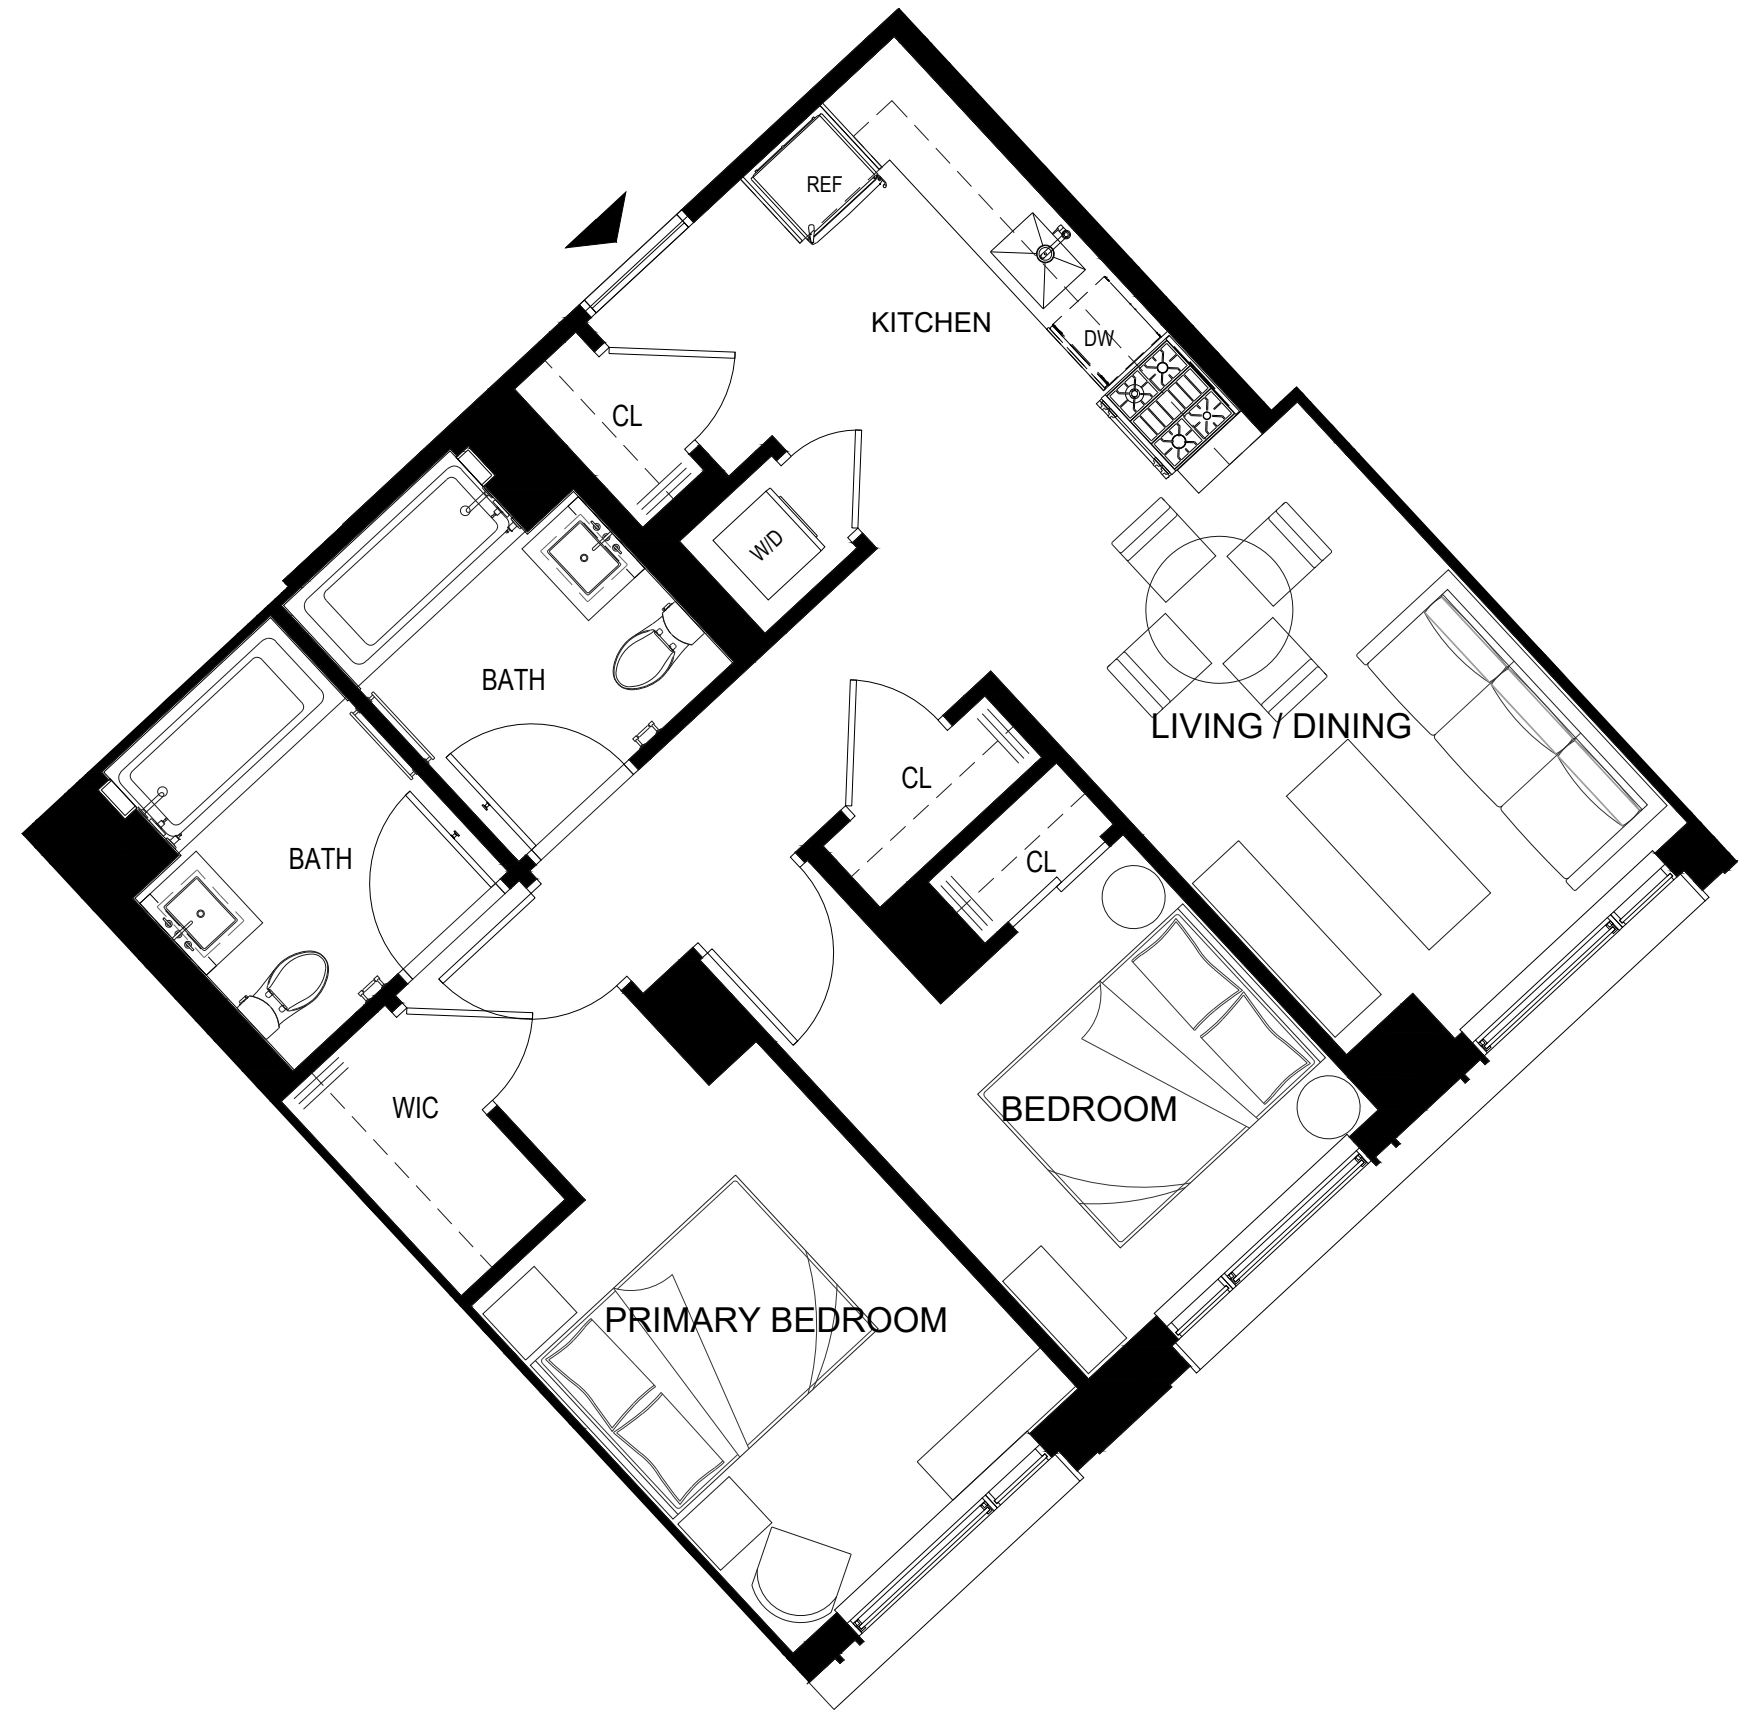 REF
KITCHEN
DW
CL
W/D
BATH
LIVING / DINING
CL
BATH
CL
WIC
BEDROOM
PRIMARY BEDROOM